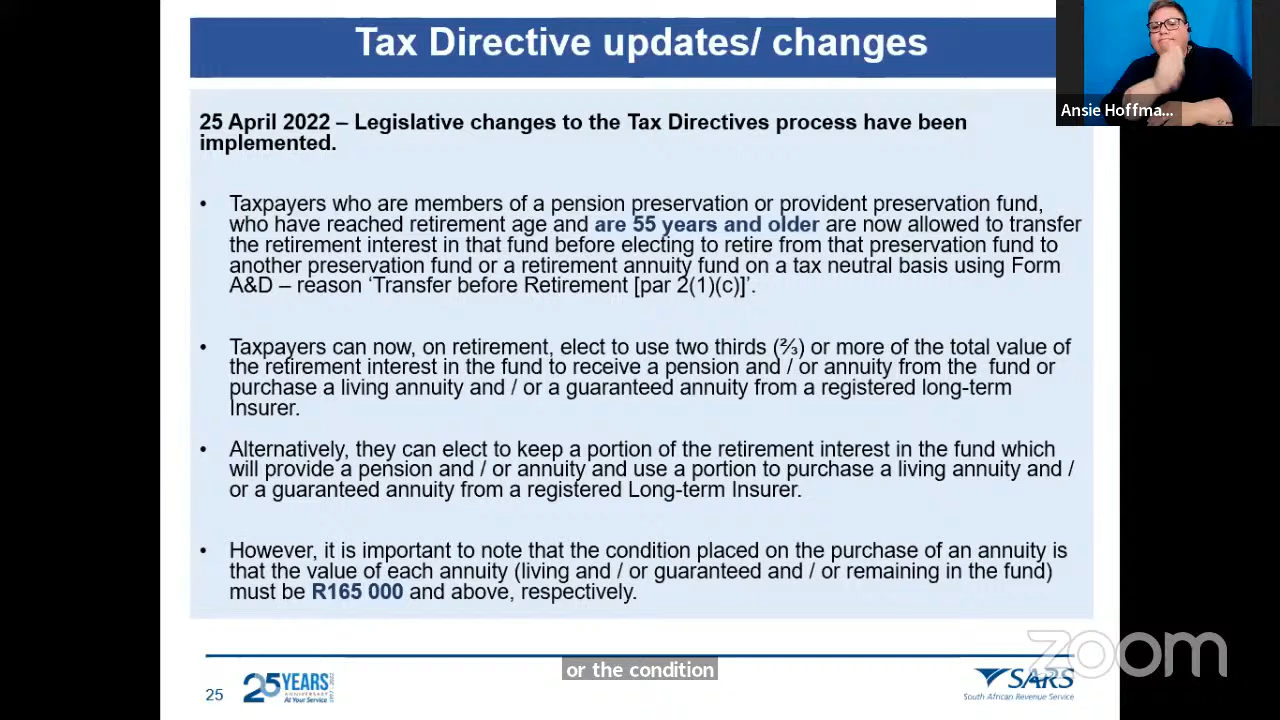 Tax Directive updates/ changes
Ansie Hoffma...
25 April 2022 – Legislative changes to the Tax Directives process have been
implemented.
• Taxpayers who are members of a pension preservation or provident preservation fund,
who have reached retirement age and are 55 years and older are now allowed to transfer
the retirement interest in that fund before electing to retire from that preservation fund to
another preservation fund or a retirement annuity fund on a tax neutral basis using Form
A&D – reason ‘Transfer before Retirement [par 2(1)(c)]’.
• Taxpayers can now, on retirement, elect to use two thirds (⅔) or more of the total value of
the retirement interest in the fund to receive a pension and / or annuity from the fund or
purchase a living annuity and / or a guaranteed annuity from a registered long-term
Insurer.
• Alternatively, they can elect to keep a portion of the retirement interest in the fund which
will provide a pension and / or annuity and use a portion to purchase a living annuity and /
or a guaranteed annuity from a registered Long-term Insurer.
• However, it is important to note that the condition placed on the purchase of an annuity is
that the value of each annuity (living and / or guaranteed and / or remaining in the fund)
must be R165 000 and above, respectively.
zoom
or the condition
25
25 YEARS
ANNIVERSARY
At Your Service
SARS
South African Revenue Service